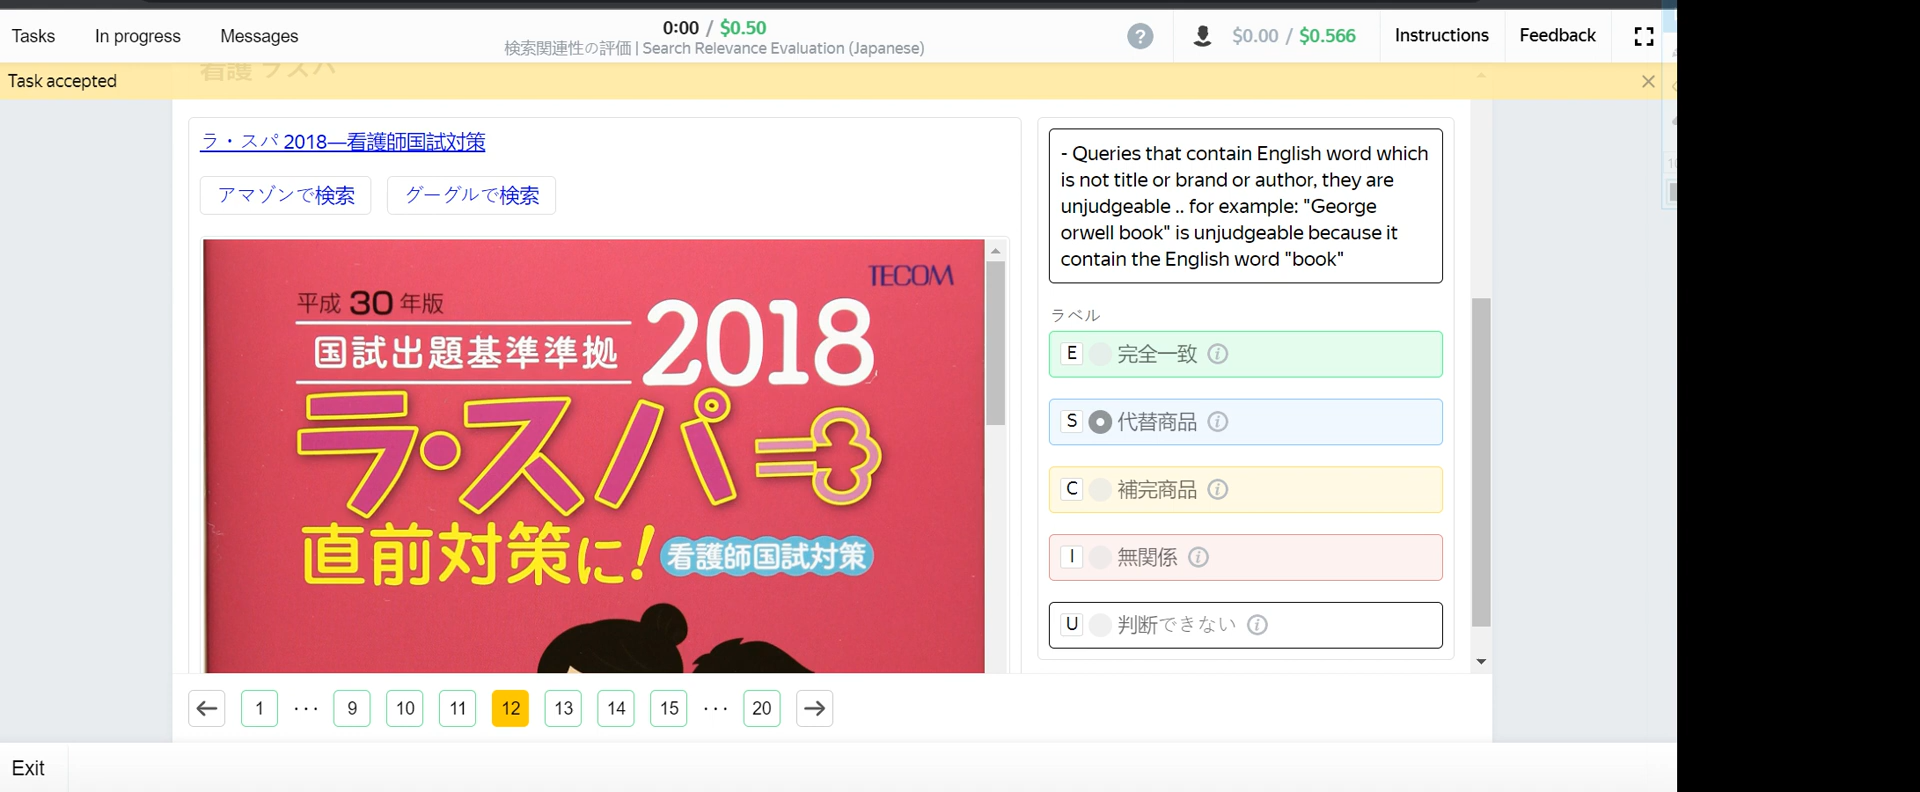 Tasks In progress Messages
0:00 / $0.50
検索関連性の評価 | Search Relevance Evaluation (Japanese)
? $0.00 / $0.566 Instructions Feedback
看護 ラスパ
Task accepted
ラ・スパ 2018―看護師国試対策
アマゾンで検索 グーグルで検索
TECOM
平成 30 年版
国試出題基準準拠 2018
ラ・スパ
直前対策に! 看護師国試対策
- Queries that contain English word which
is not title or brand or author, they are
unjudgeable .. for example: "George
orwell book" is unjudgeable because it
contain the English word "book"
ラベル
E 完全一致 i
S 代替商品 i
C 補完商品 i
I 無関係 i
U 判断できない i
1 ··· 9 10 11 12 13 14 15 ··· 20
Exit